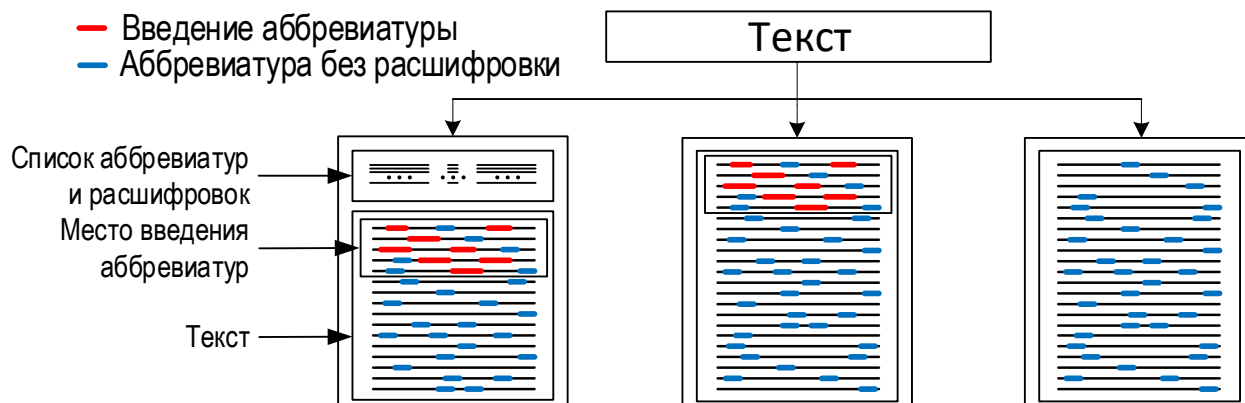 Введение аббревиатуры
Аббревиатура без расшифровки
Текст
Список аббревиатур
и расшифровок
Место введения
аббревиатур
Текст